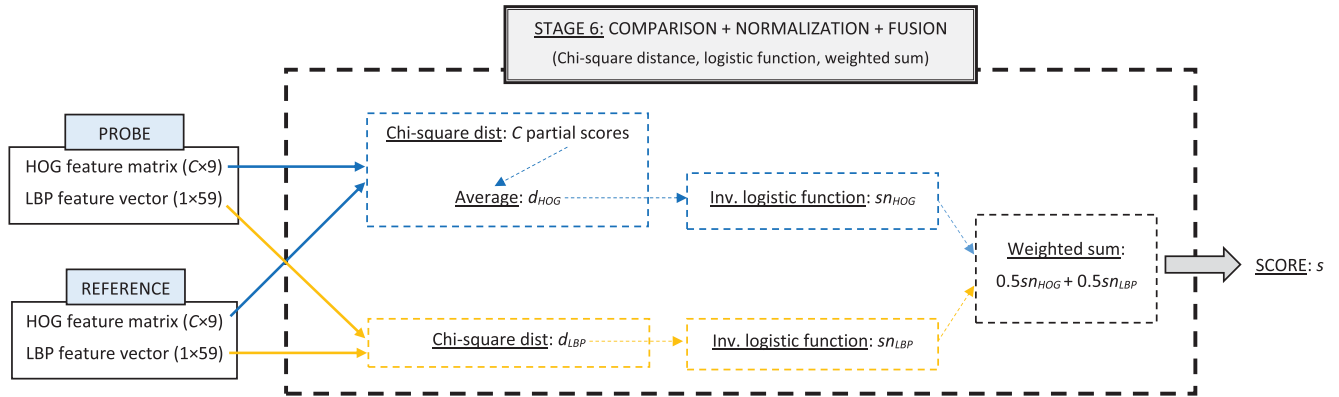 STAGE 6: COMPARISON + NORMALIZATION + FUSION
(Chi-square distance, logistic function, weighted sum)
PROBE
HOG feature matrix (C×9)
LBP feature vector (1×59)
REFERENCE
HOG feature matrix (C×9)
LBP feature vector (1×59)
Chi-square dist: C partial scores
Average: dHOG
Inv. logistic function: snHOG
Chi-square dist: dLBP
Inv. logistic function: snLBP
Weighted sum:
0.5snHOG + 0.5snLBP
SCORE: s